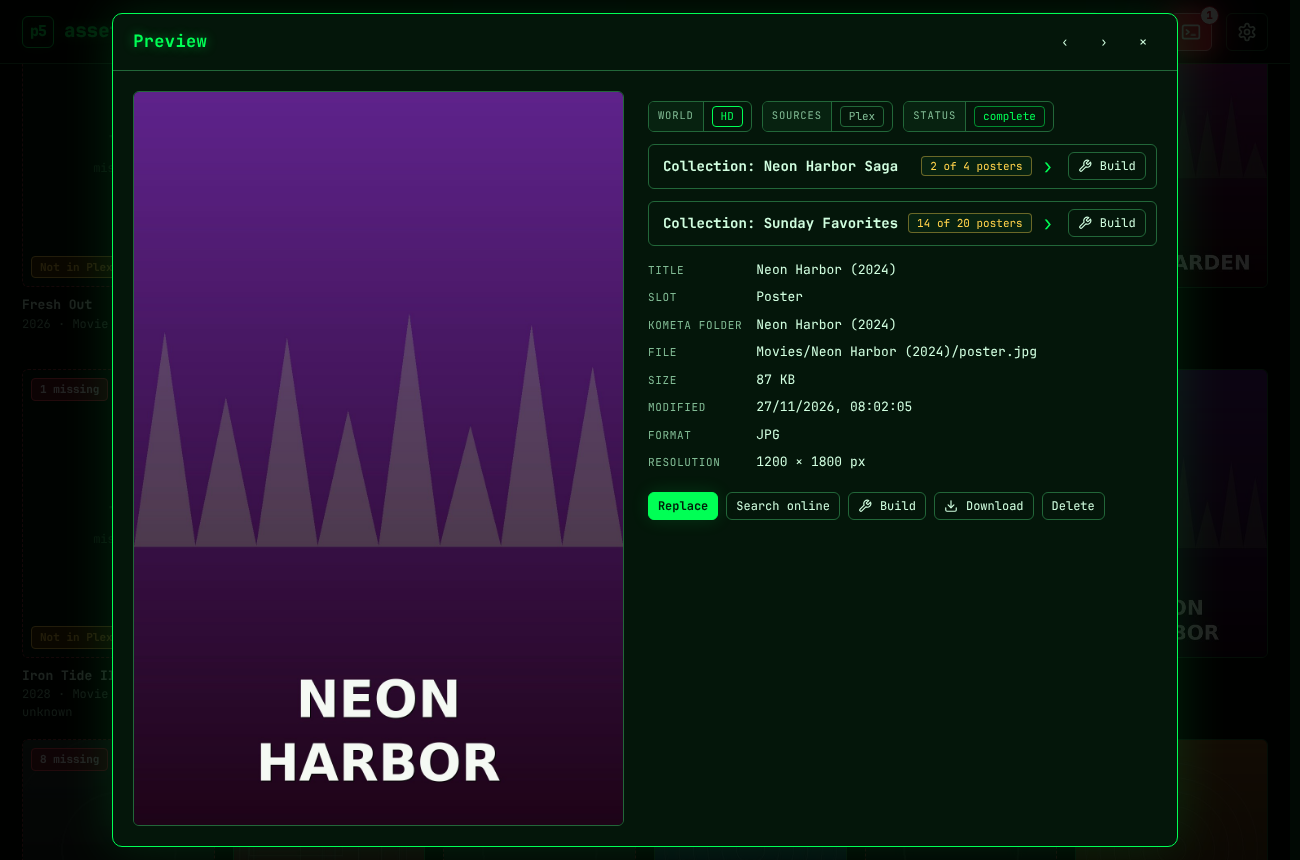 p5 asse
1
Preview
‹ › ×
WORLD HD SOURCES Plex STATUS complete
Collection: Neon Harbor Saga 2 of 4 posters › Build
Collection: Sunday Favorites 14 of 20 posters › Build
TITLE Neon Harbor (2024)
SLOT Poster
KOMETA FOLDER Neon Harbor (2024)
FILE Movies/Neon Harbor (2024)/poster.jpg
SIZE 87 KB
MODIFIED 27/11/2026, 08:02:05
FORMAT JPG
RESOLUTION 1200 × 1800 px
Replace Search online Build Download Delete
NEON
HARBOR
mis
Not in Plex
Fresh Out
2026 · Movie
1 missing
mis
Not in Plex
Iron Tide II
2028 · Movie
unknown
8 missing
ARDEN
ON
BOR